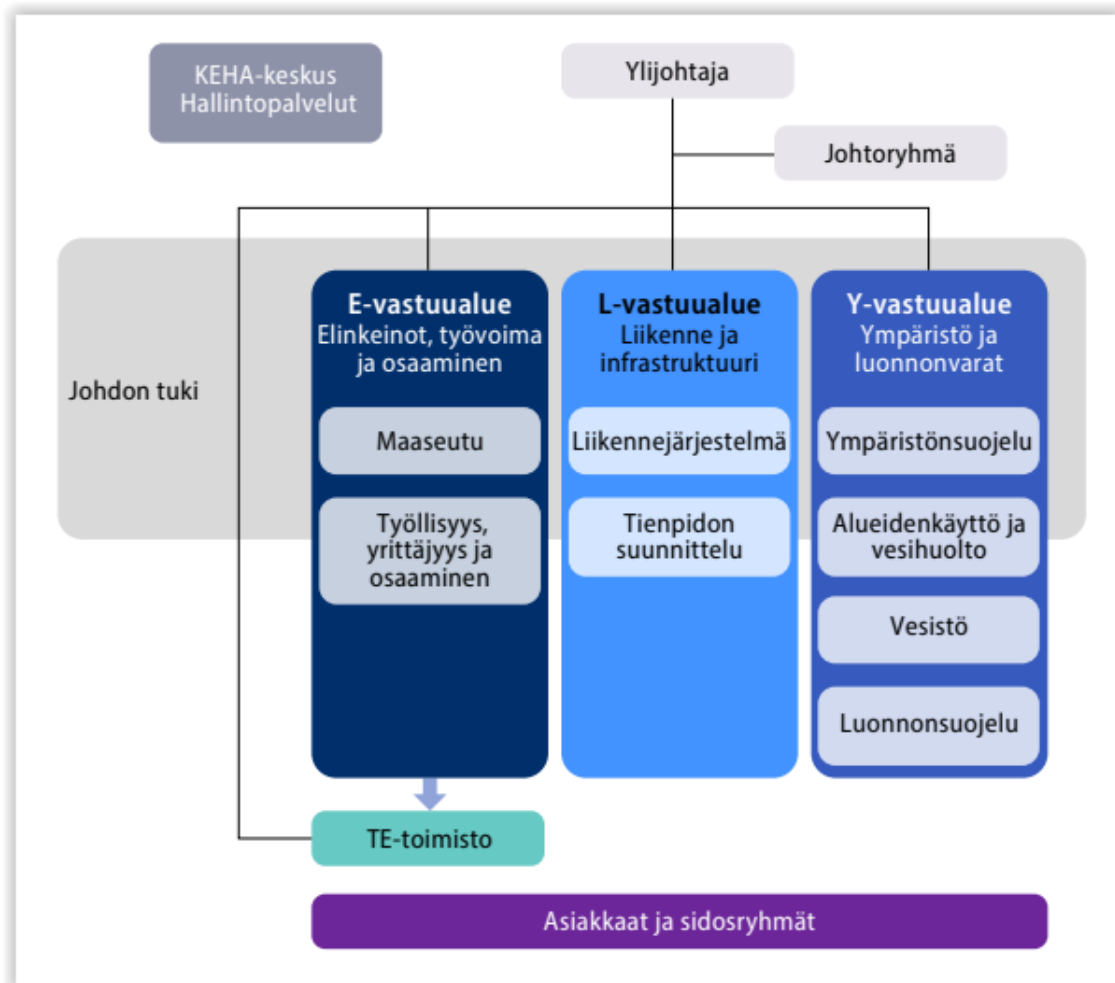 KEHA-keskus
Hallintopalvelut
Ylijohtaja
Johtoryhmä
Johdon tuki
E-vastuualue
Elinkeinot, työvoima
ja osaaminen
Maaseutu
Työllisyys,
yrittäjyys ja
osaaminen
L-vastuualue
Liikenne ja
infrastruktuuri
Liikennejärjestelmä
Tienpidon
suunnittelu
Y-vastuualue
Ympäristö ja
luonnonvarat
Ympäristönsuojelu
Alueidenkäyttö ja
vesihuolto
Vesistö
Luonnonsuojelu
TE-toimisto
Asiakkaat ja sidosryhmät